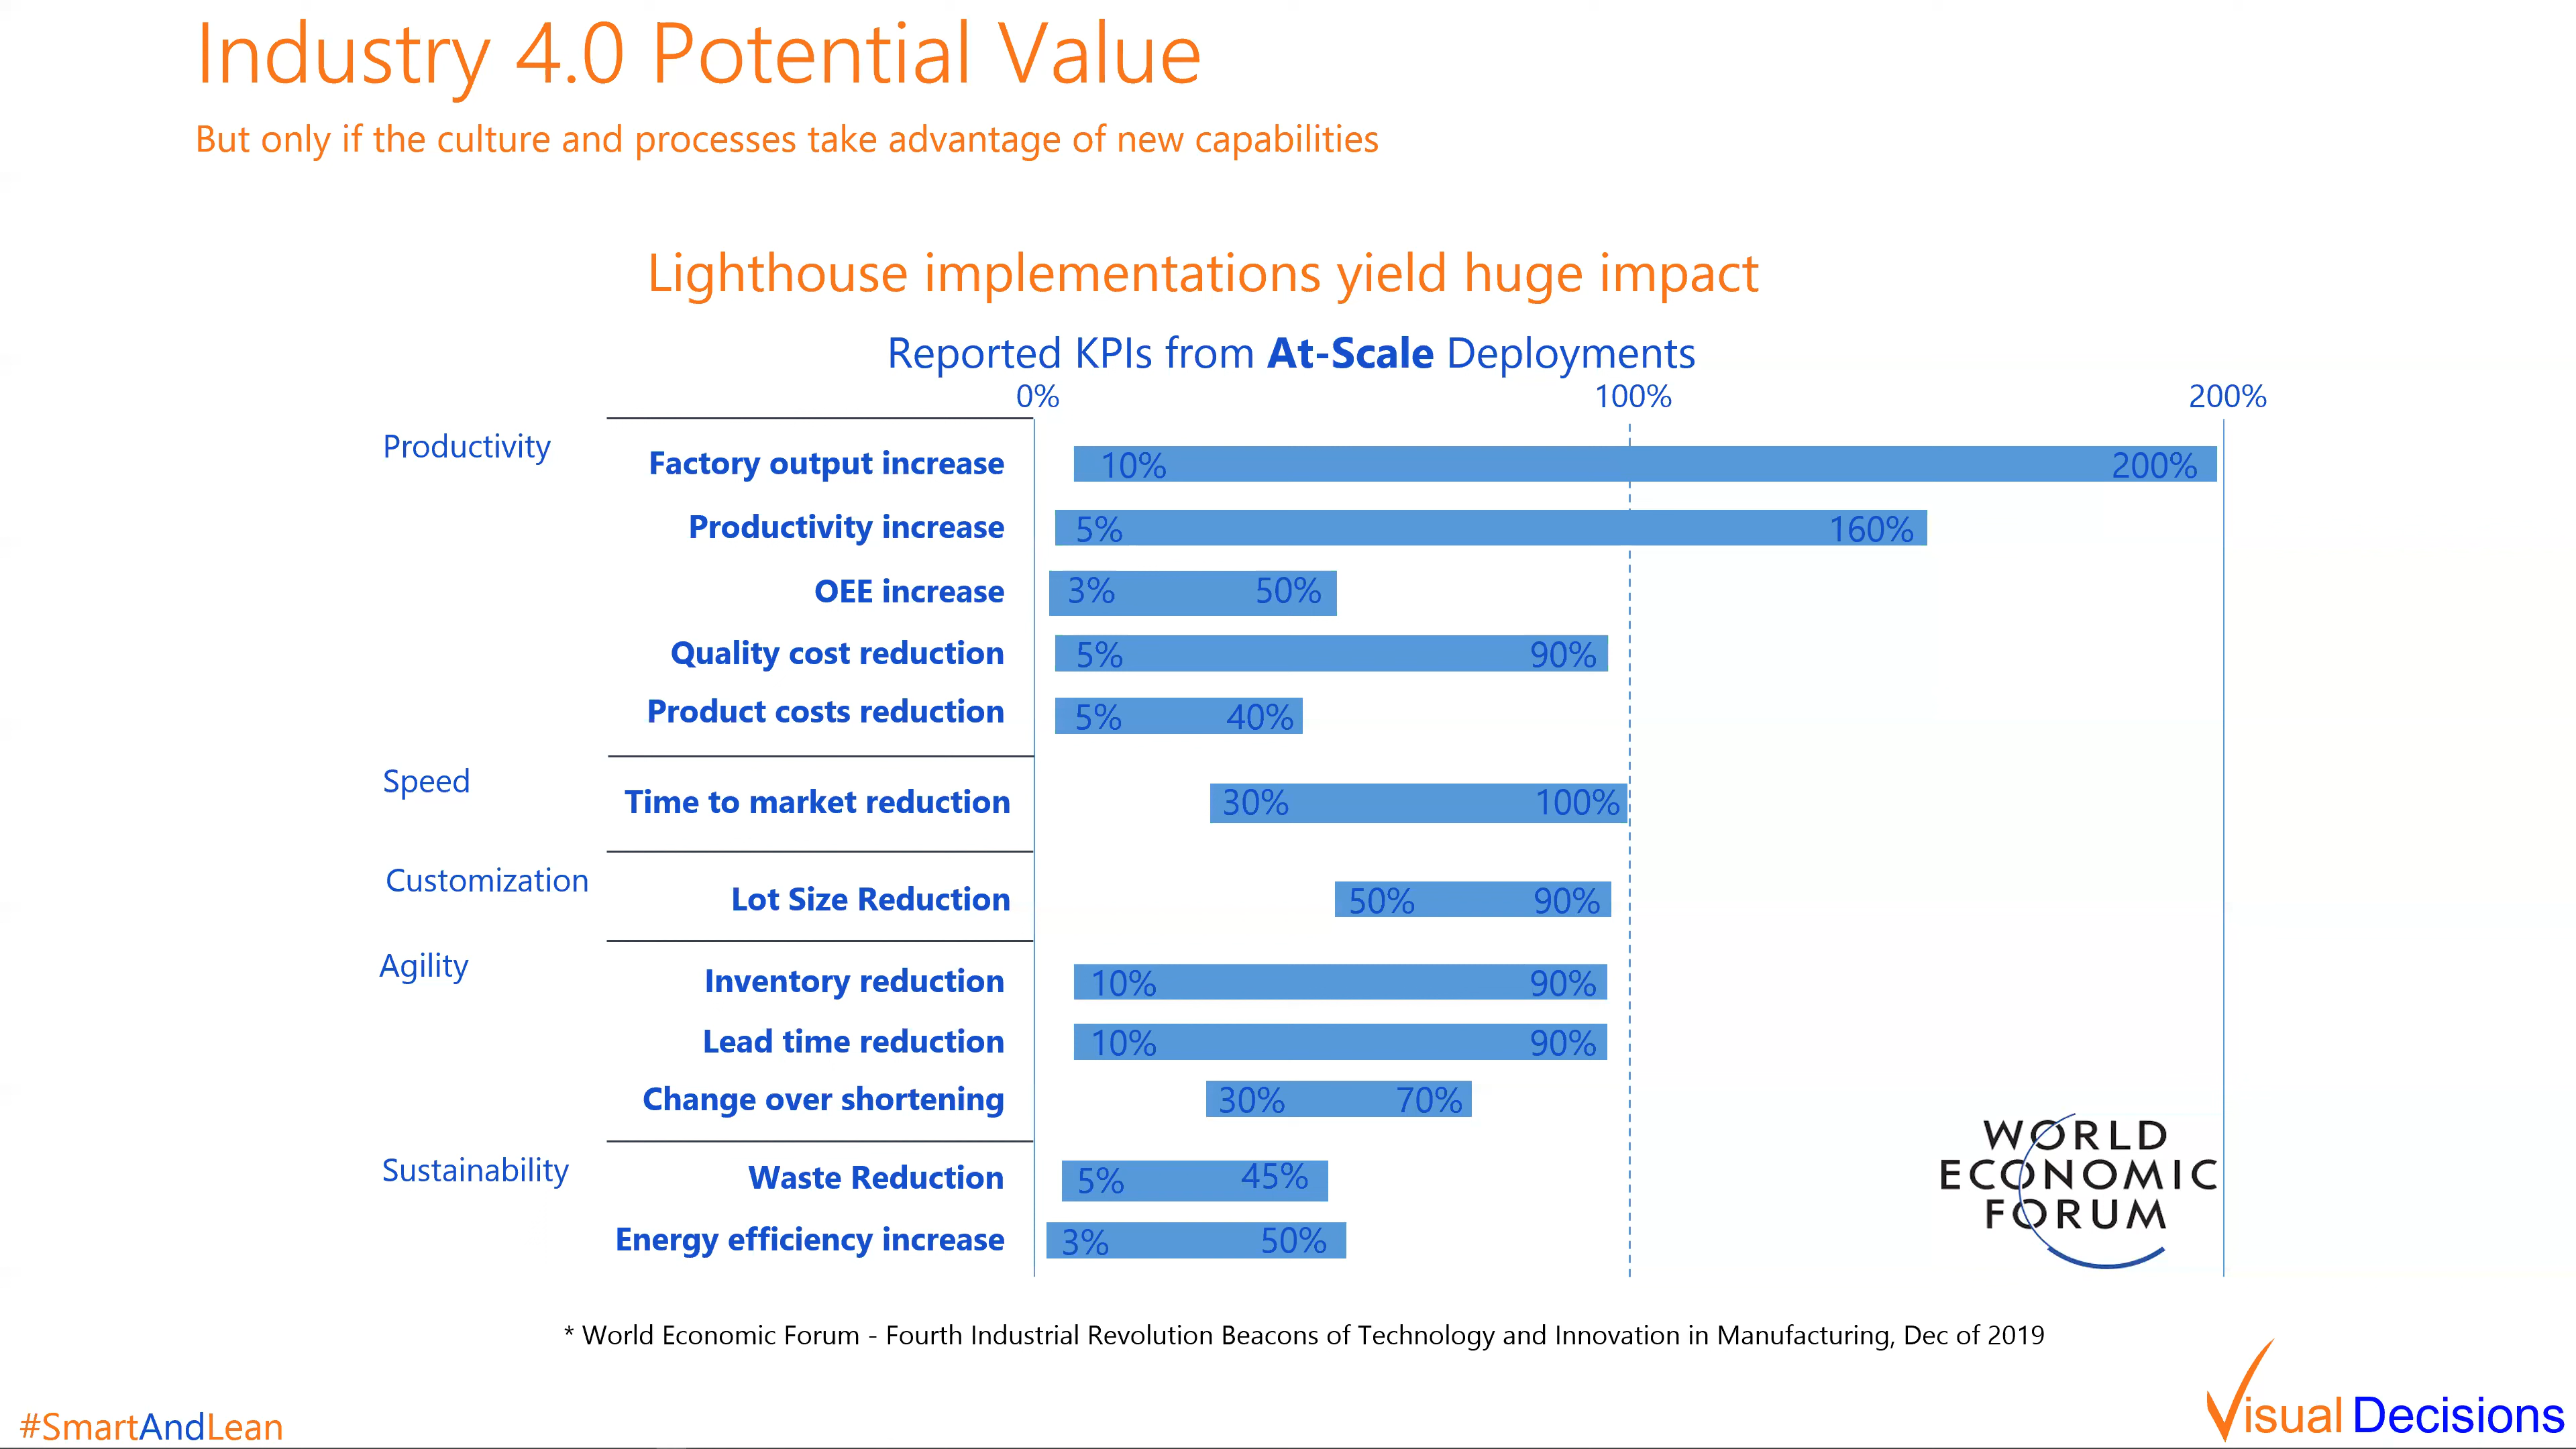 Industry 4.0 Potential Value
But only if the culture and processes take advantage of new capabilities
Lighthouse implementations yield huge impact
Reported KPIs from At-Scale Deployments
0% 100% 200%
Productivity
Factory output increase 10% 200%
Productivity increase 5% 160%
OEE increase 3% 50%
Quality cost reduction 5% 90%
Product costs reduction 5% 40%
Speed
Time to market reduction 30% 100%
Customization
Lot Size Reduction 50% 90%
Agility
Inventory reduction 10% 90%
Lead time reduction 10% 90%
Change over shortening 30% 70%
Sustainability
Waste Reduction 5% 45%
Energy efficiency increase 3% 50%
WORLD
ECONOMIC
FORUM
* World Economic Forum - Fourth Industrial Revolution Beacons of Technology and Innovation in Manufacturing, Dec of 2019
#SmartAndLean
Visual Decisions